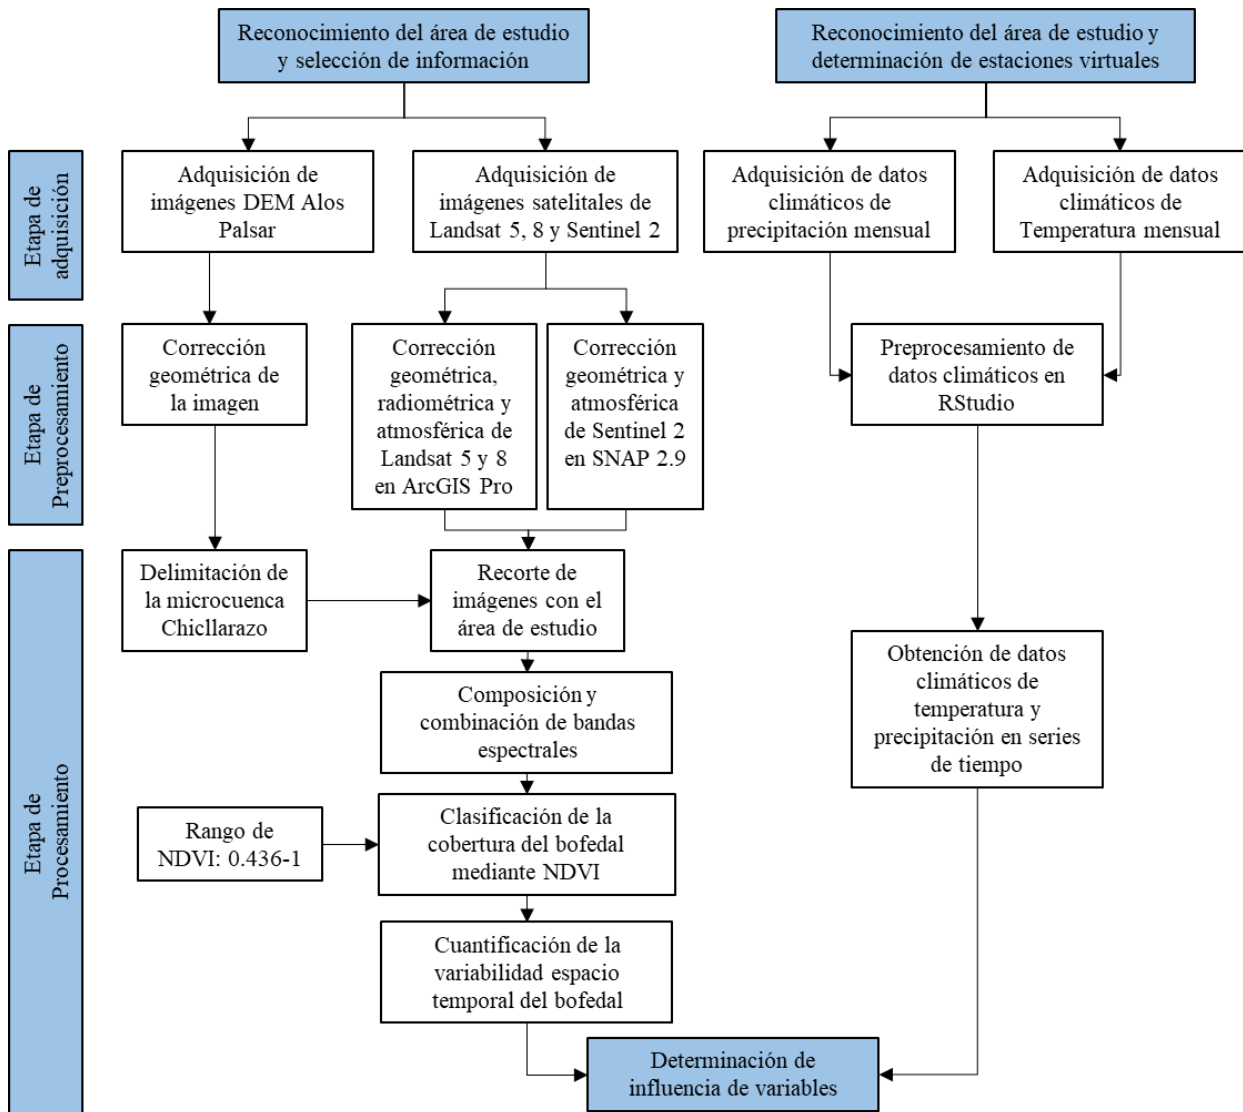 Reconocimiento del área de estudio
y selección de información
Reconocimiento del área de estudio y
determinación de estaciones virtuales
Etapa de
adquisición
Adquisición de
imágenes DEM Alos
Palsar
Adquisición de
imágenes satelitales de
Landsat 5, 8 y Sentinel 2
Adquisición de datos
climáticos de
precipitación mensual
Adquisición de datos
climáticos de
Temperatura mensual
Etapa de
Preprocesamiento
Corrección
geométrica de
la imagen
Corrección
geométrica,
radiométrica y
atmosférica de
Landsat 5 y 8
en ArcGIS Pro
Corrección
geométrica y
atmosférica
de Sentinel 2
en SNAP 2.9
Preprocesamiento de
datos climáticos en
RStudio
Etapa de
Procesamiento
Delimitación de
la microcuenca
Chicllarazo
Recorte de
imágenes con el
área de estudio
Composición y
combinación de bandas
espectrales
Obtención de datos
climáticos de
temperatura y
precipitación en series
de tiempo
Rango de
NDVI: 0.436-1
Clasificación de la
cobertura del bofedal
mediante NDVI
Cuantificación de la
variabilidad espacio
temporal del bofedal
Determinación de
influencia de variables